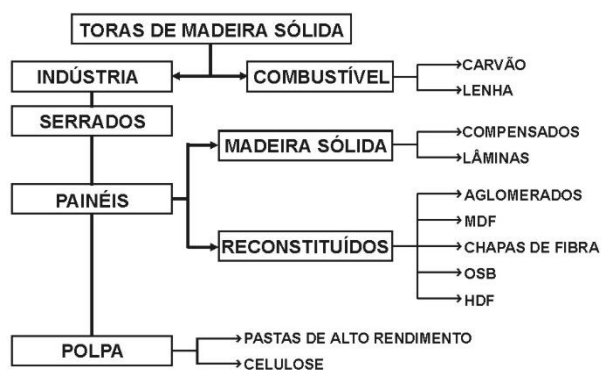 TORAS DE MADEIRA SÓLIDA
INDÚSTRIA
COMBUSTÍVEL
CARVÃO
LENHA
SERRADOS
MADEIRA SÓLIDA
COMPENSADOS
LÂMINAS
PAINÉIS
RECONSTITUÍDOS
AGLOMERADOS
MDF
CHAPAS DE FIBRA
OSB
HDF
POLPA
PASTAS DE ALTO RENDIMENTO
CELULOSE